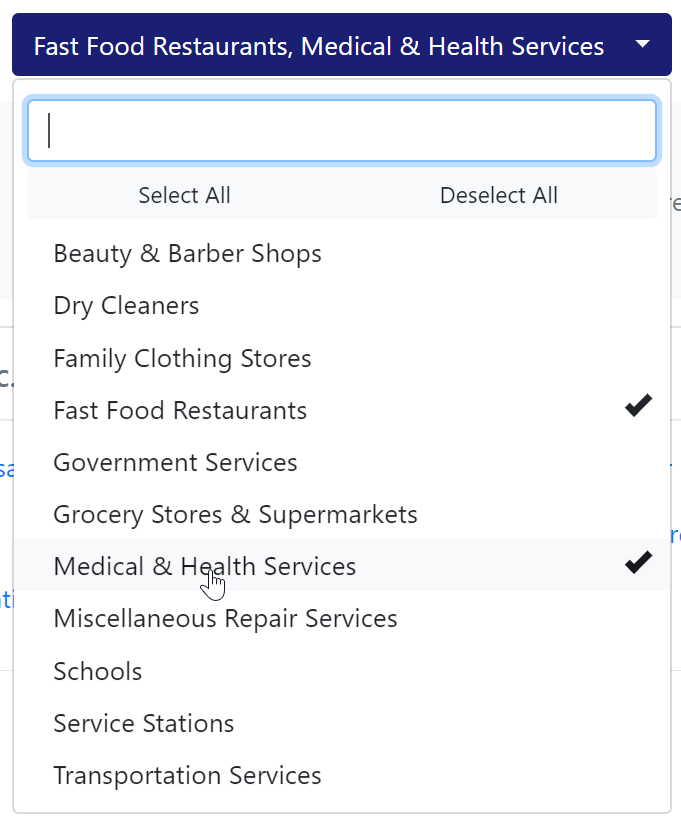 Fast Food Restaurants, Medical & Health Services
Select All
Deselect All
Beauty & Barber Shops
Dry Cleaners
Family Clothing Stores
Fast Food Restaurants
Government Services
Grocery Stores & Supermarkets
Medical & Health Services
Miscellaneous Repair Services
Schools
Service Stations
Transportation Services